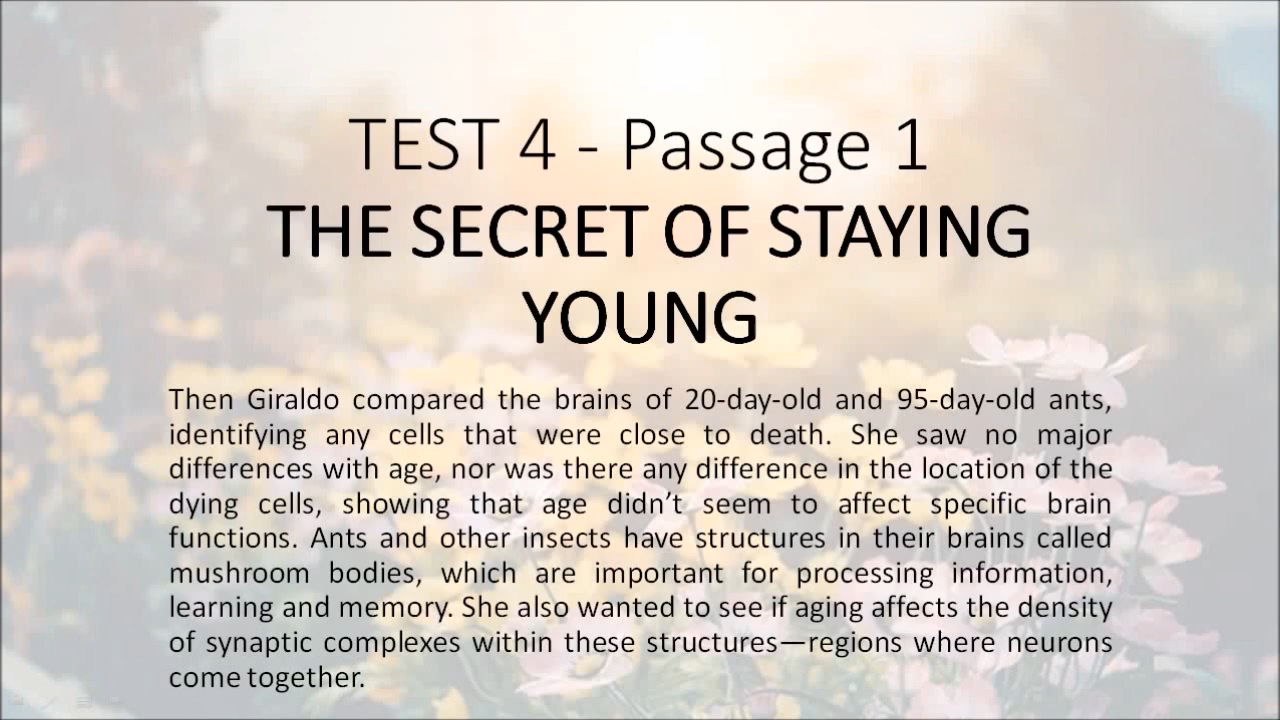 TEST 4 - Passage 1
THE SECRET OF STAYING
YOUNG
Then Giraldo compared the brains of 20-day-old and 95-day-old ants,
identifying any cells that were close to death. She saw no major
differences with age, nor was there any difference in the location of the
dying cells, showing that age didn’t seem to affect specific brain
functions. Ants and other insects have structures in their brains called
mushroom bodies, which are important for processing information,
learning and memory. She also wanted to see if aging affects the density
of synaptic complexes within these structures—regions where neurons
come together.